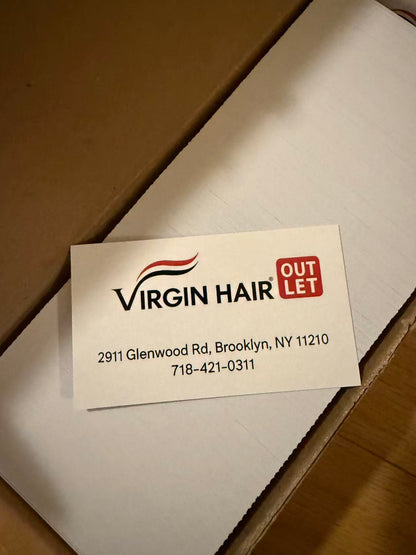 VIRGIN HAIR® OUT LET
2911 Glenwood Rd, Brooklyn, NY 11210
718-421-0311